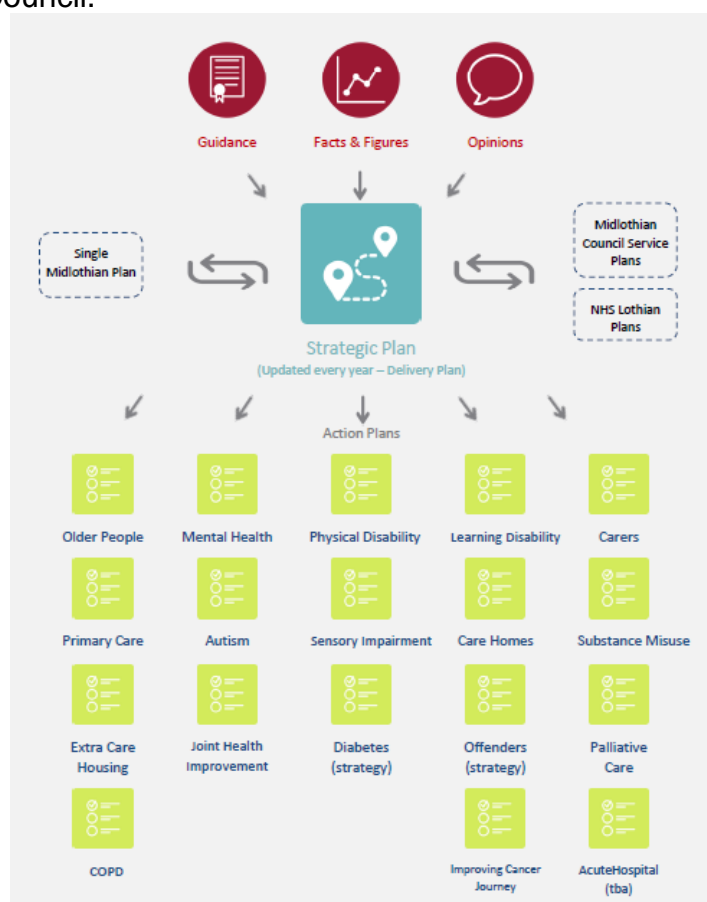 Council.
Guidance
Facts & Figures
Opinions
Single
Midlothian Plan
Midlothian
Council Service
Plans
NHS Lothian
Plans
Strategic Plan
(Updated every year – Delivery Plan)
Action Plans
Older People
Mental Health
Physical Disability
Learning Disability
Carers
Primary Care
Autism
Sensory Impairment
Care Homes
Substance Misuse
Extra Care
Housing
Joint Health
Improvement
Diabetes
(strategy)
Offenders
(strategy)
Palliative
Care
COPD
Improving Cancer
Journey
AcuteHospital
(tba)